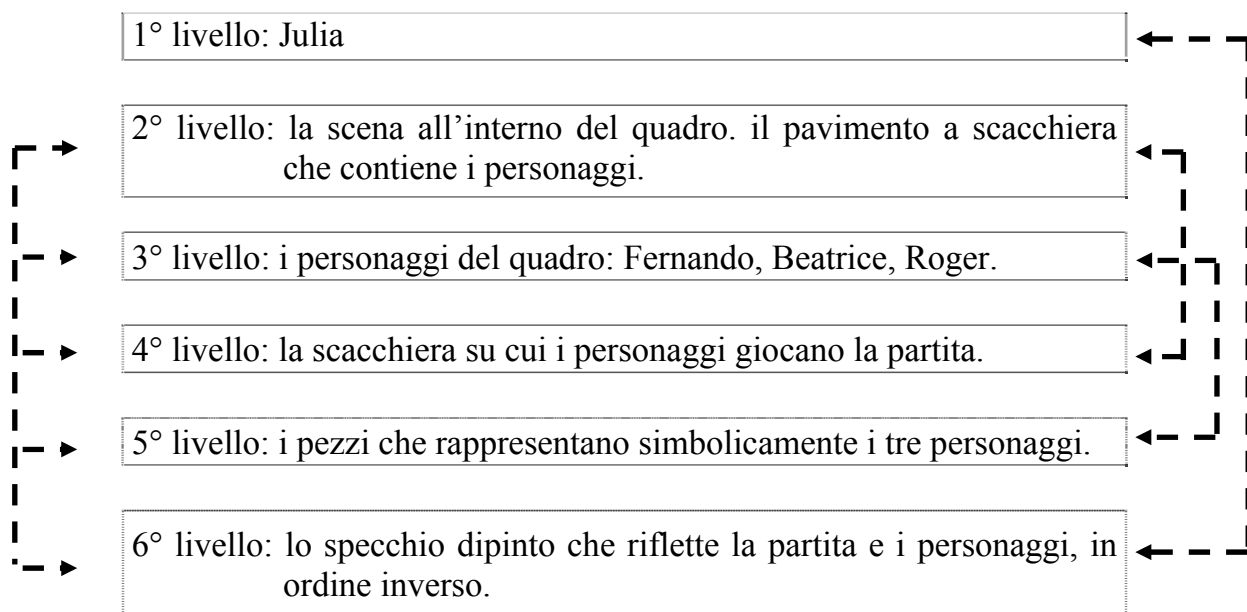 1° livello: Julia
2° livello: la scena all’interno del quadro. il pavimento a scacchiera
che contiene i personaggi.
3° livello: i personaggi del quadro: Fernando, Beatrice, Roger.
4° livello: la scacchiera su cui i personaggi giocano la partita.
5° livello: i pezzi che rappresentano simbolicamente i tre personaggi.
6° livello: lo specchio dipinto che riflette la partita e i personaggi, in
ordine inverso.